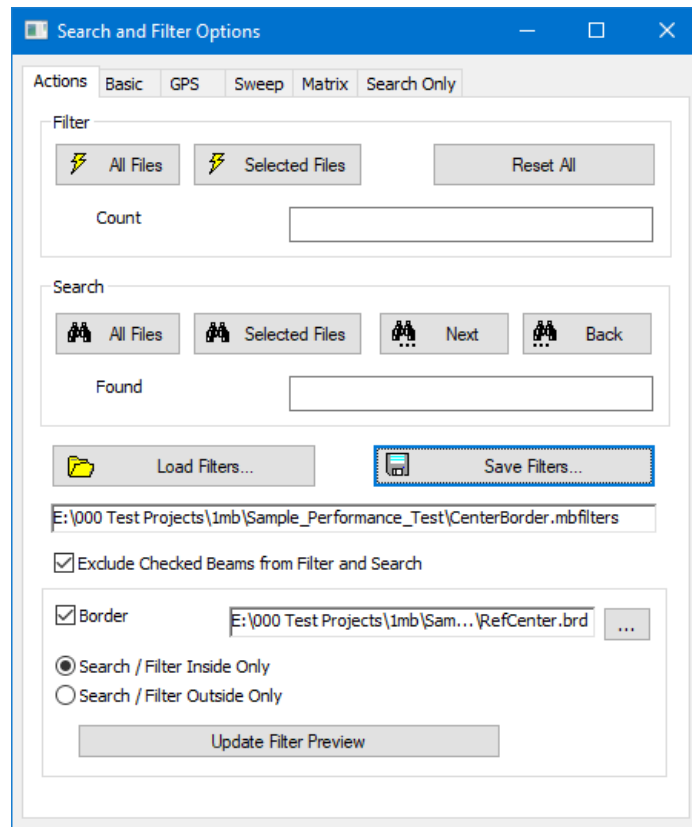 Search and Filter Options
Actions Basic GPS Sweep Matrix Search Only
Filter
All Files Selected Files Reset All
Count
Search
All Files Selected Files Next Back
Found
Load Filters... Save Filters...
E:\000 Test Projects\1mb\Sample_Performance_Test\CenterBorder.mbfilters
Exclude Checked Beams from Filter and Search
Border E:\000 Test Projects\1mb\Sam...\RefCenter.brd ...
Search / Filter Inside Only
Search / Filter Outside Only
Update Filter Preview